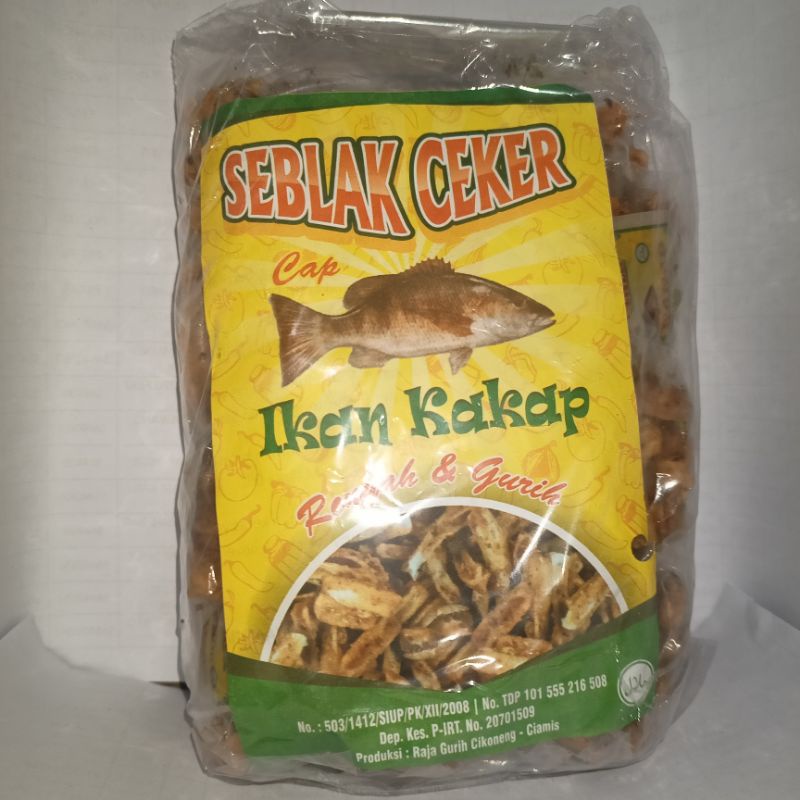 SEBLAK CEKER
Cap
Ikan Kakap
Renyah & Gurih
No. : 503/1412/SIUP/PK/XII/2008 | No. TDP 101 555 216 508
Dep. Kes. P-IRT. No. 20701509
Produksi : Raja Gurih Cikoneng - Ciamis